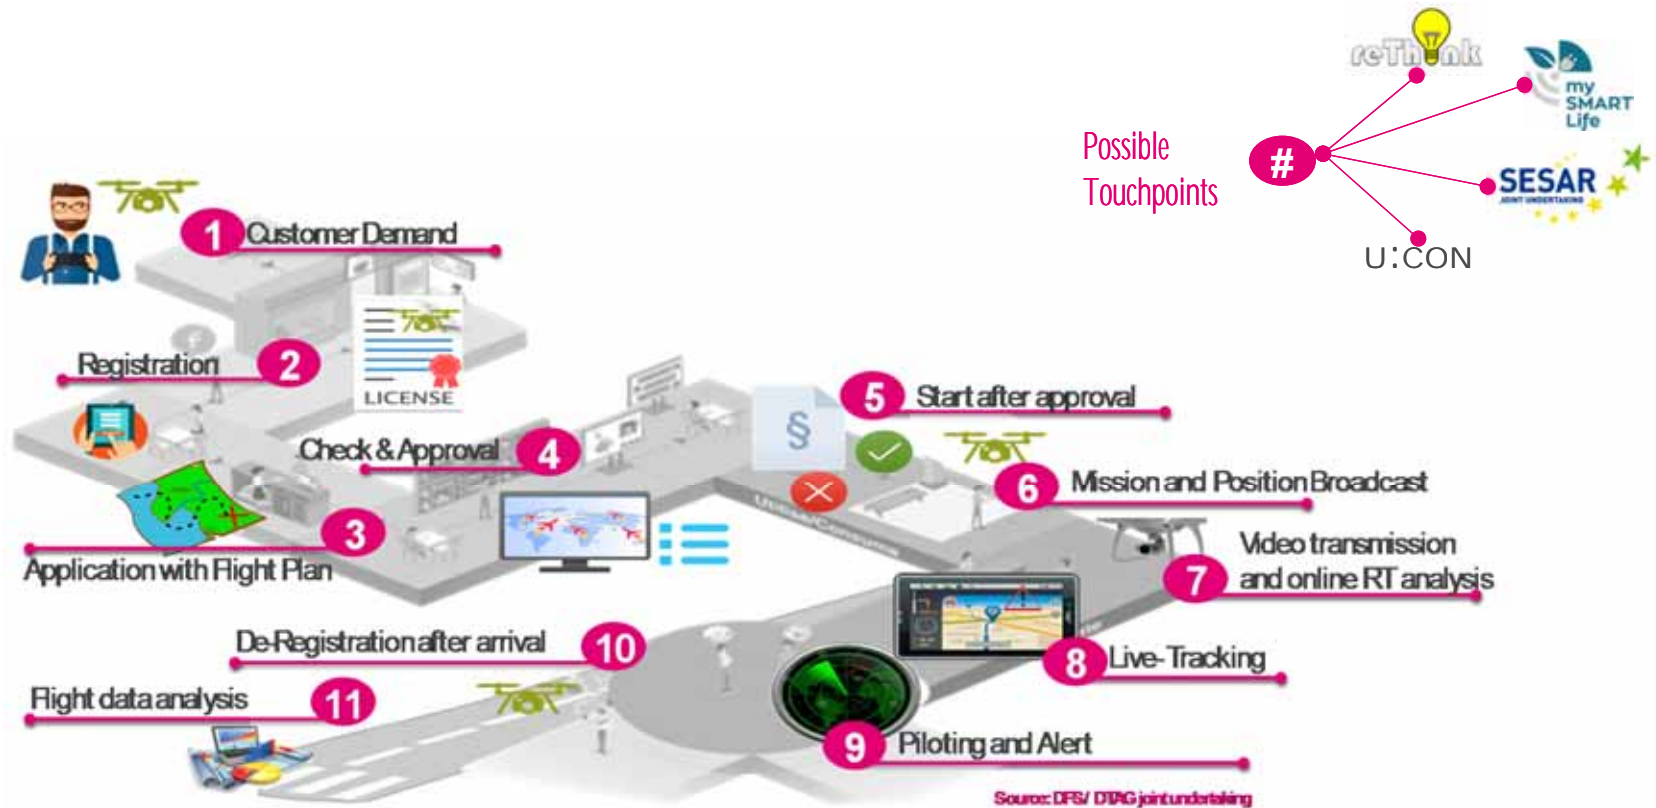 reThink
my
SMART
Life
Possible
Touchpoints
#
SESAR
JOINT UNDERTAKING
U:CON
1 Customer Demand
Registration 2
LICENSE
Check & Approval 4
5 Start after approval
§
6 Mission and Position Broadcast
3
Application with Flight Plan
7 Video transmission
and online RT analysis
De-Registration after arrival 10
8 Live-Tracking
Flight data analysis 11
9 Piloting and Alert
Source: DFS/ DTAG joint undertaking